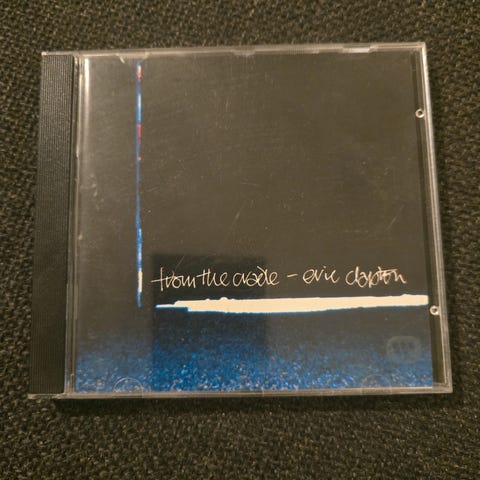 from the cradle - eric clapton